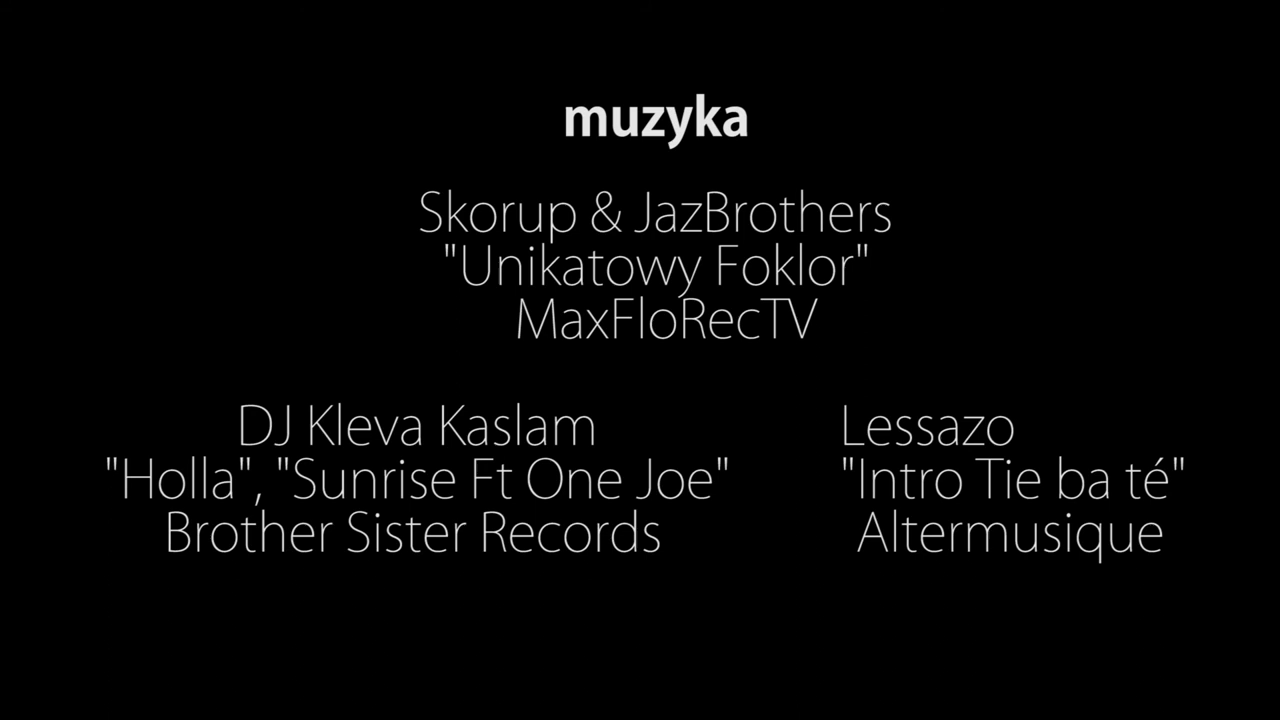 muzyka
Skorup & JazBrothers
"Unikatowy Foklor"
MaxFloRecTV
DJ Kleva Kaslam
"Holla", "Sunrise Ft One Joe"
Brother Sister Records
Lessazo
"Intro Tie ba té"
Altermusique